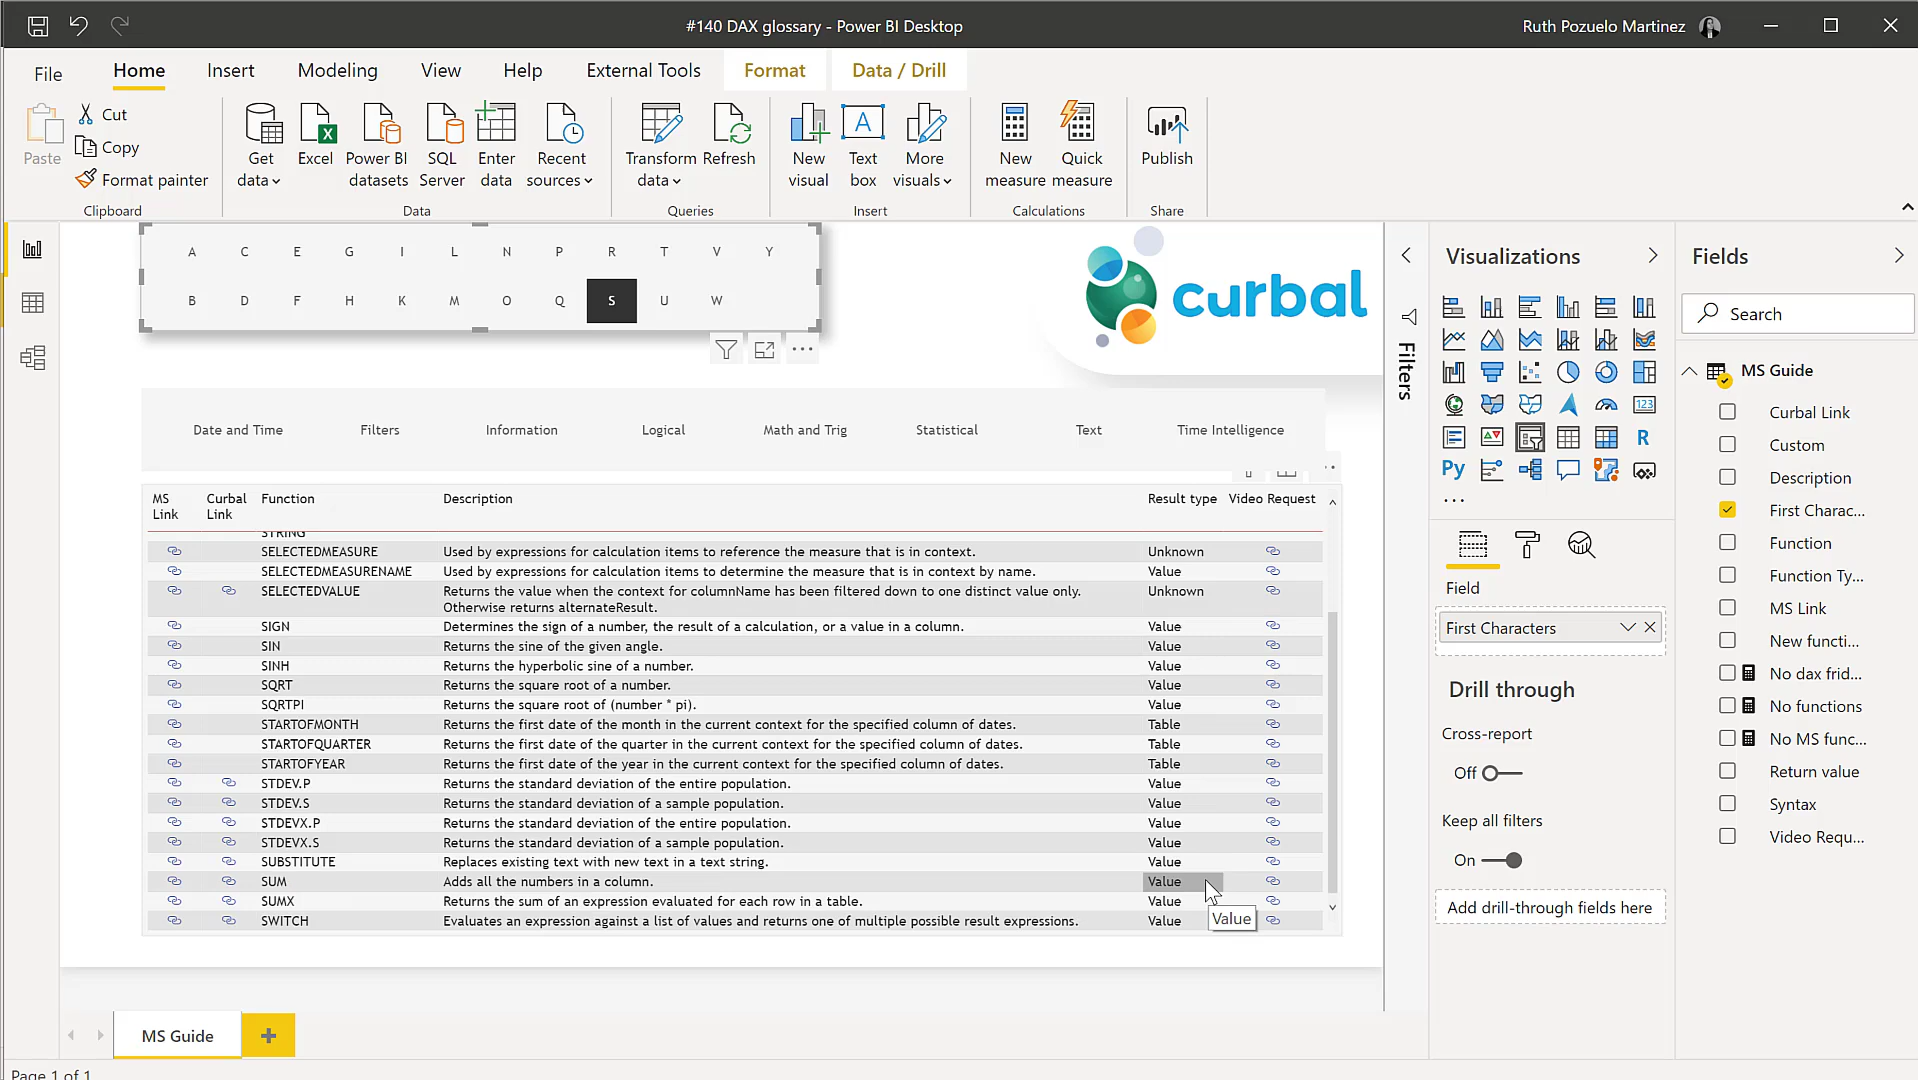 #140 DAX glossary - Power BI Desktop
Ruth Pozuelo Martinez
File
Home
Insert
Modeling
View
Help
External Tools
Format
Data / Drill
Paste
Cut
Copy
Format painter
Clipboard
Get
data
Excel
Power BI
datasets
SQL
Server
Enter
data
Recent
sources
Data
Transform
data
Refresh
Queries
New
visual
Text
box
More
visuals
Insert
New
measure
Quick
measure
Calculations
Publish
Share
A C E G I L N P R T V Y
B D F H K M O Q S U W
curbal
Date and Time Filters Information Logical Math and Trig Statistical Text Time Intelligence
MS
Link
Curbal
Link
Function Description Result type Video Request
STRING
SELECTEDMEASURE Used by expressions for calculation items to reference the measure that is in context. Unknown
SELECTEDMEASURENAME Used by expressions for calculation items to determine the measure that is in context by name. Value
SELECTEDVALUE Returns the value when the context for columnName has been filtered down to one distinct value only. Unknown
Otherwise returns alternateResult.
SIGN Determines the sign of a number, the result of a calculation, or a value in a column. Value
SIN Returns the sine of the given angle. Value
SINH Returns the hyperbolic sine of a number. Value
SQRT Returns the square root of a number. Value
SQRTPI Returns the square root of (number * pi). Value
STARTOFMONTH Returns the first date of the month in the current context for the specified column of dates. Table
STARTOFQUARTER Returns the first date of the quarter in the current context for the specified column of dates. Table
STARTOFYEAR Returns the first date of the year in the current context for the specified column of dates. Table
STDEV.P Returns the standard deviation of the entire population. Value
STDEV.S Returns the standard deviation of a sample population. Value
STDEVX.P Returns the standard deviation of the entire population. Value
STDEVX.S Returns the standard deviation of a sample population. Value
SUBSTITUTE Replaces existing text with new text in a text string. Value
SUM Adds all the numbers in a column. Value
SUMX Returns the sum of an expression evaluated for each row in a table. Value
SWITCH Evaluates an expression against a list of values and returns one of multiple possible result expressions. Value
Value
Filters
Visualizations
123
R
Py
Field
First Characters
Drill through
Cross-report
Off
Keep all filters
On
Add drill-through fields here
Fields
Search
MS Guide
Curbal Link
Custom
Description
First Charac...
Function
Function Ty...
MS Link
New functi...
No dax frid...
No functions
No MS func...
Return value
Syntax
Video Requ...
MS Guide
Page 1 of 1